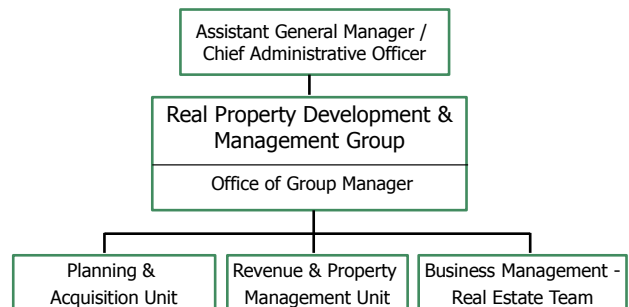 Assistant General Manager /
Chief Administrative Officer
Real Property Development &
Management Group
Office of Group Manager
Planning &
Acquisition Unit
Revenue & Property
Management Unit
Business Management -
Real Estate Team